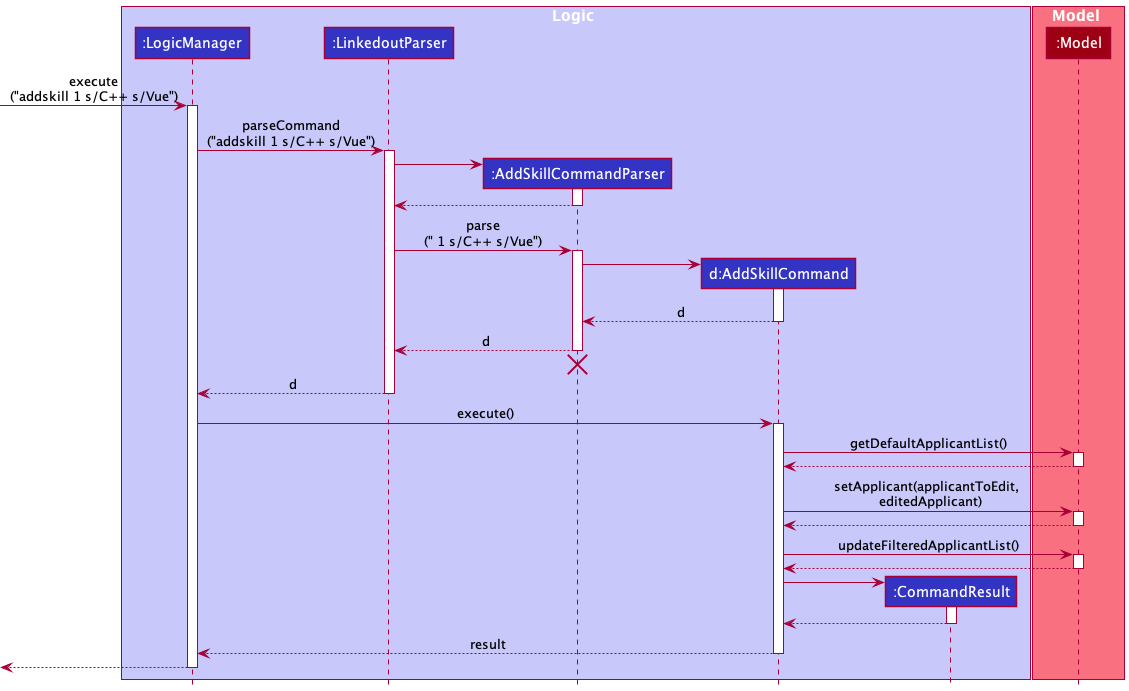 Logic
Model
:LogicManager
:LinkedoutParser
:Model
execute
("addskill 1 s/C++ s/Vue")
parseCommand
("addskill 1 s/C++ s/Vue")
:AddSkillCommandParser
parse
(" 1 s/C++ s/Vue")
d:AddSkillCommand
d
d
d
execute()
getDefaultApplicantList()
setApplicant(applicantToEdit,
editedApplicant)
updateFilteredApplicantList()
:CommandResult
result